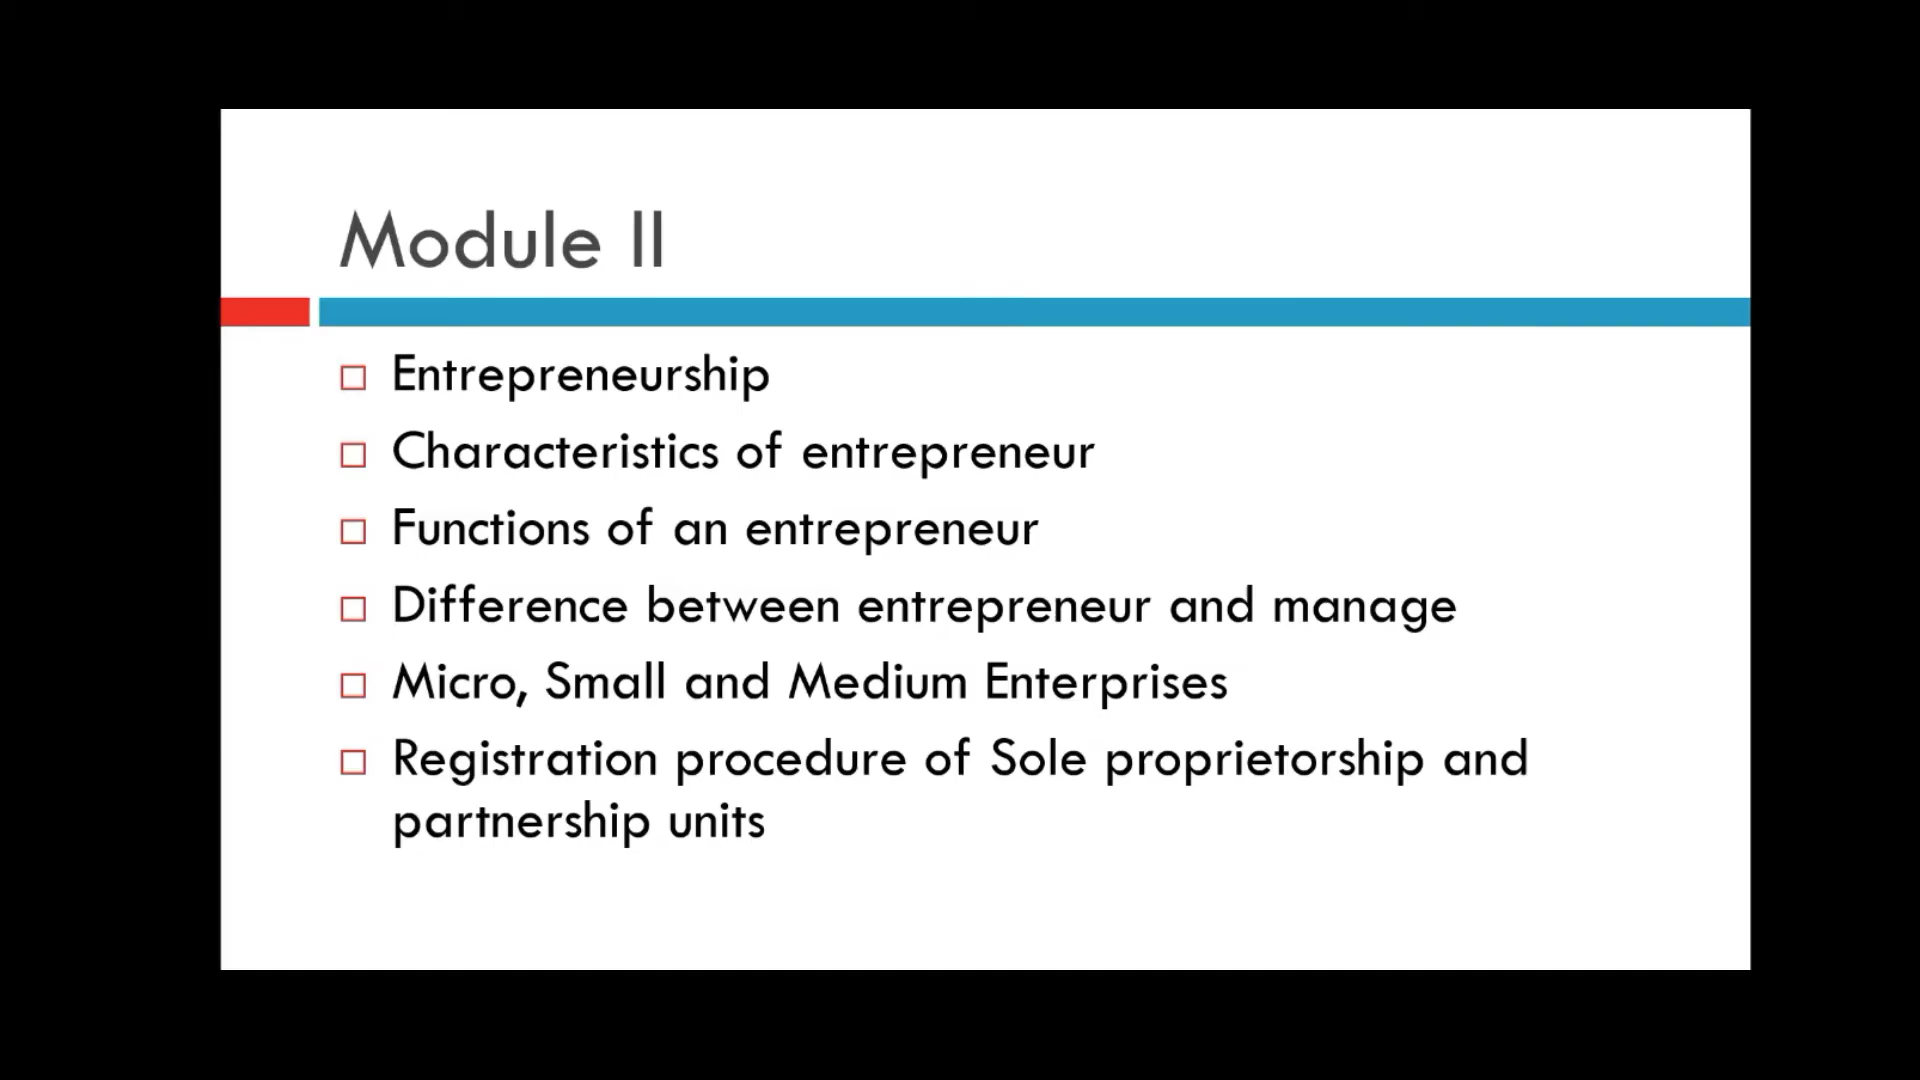 Module II
Entrepreneurship
Characteristics of entrepreneur
Functions of an entrepreneur
Difference between entrepreneur and manage
Micro, Small and Medium Enterprises
Registration procedure of Sole proprietorship and
partnership units